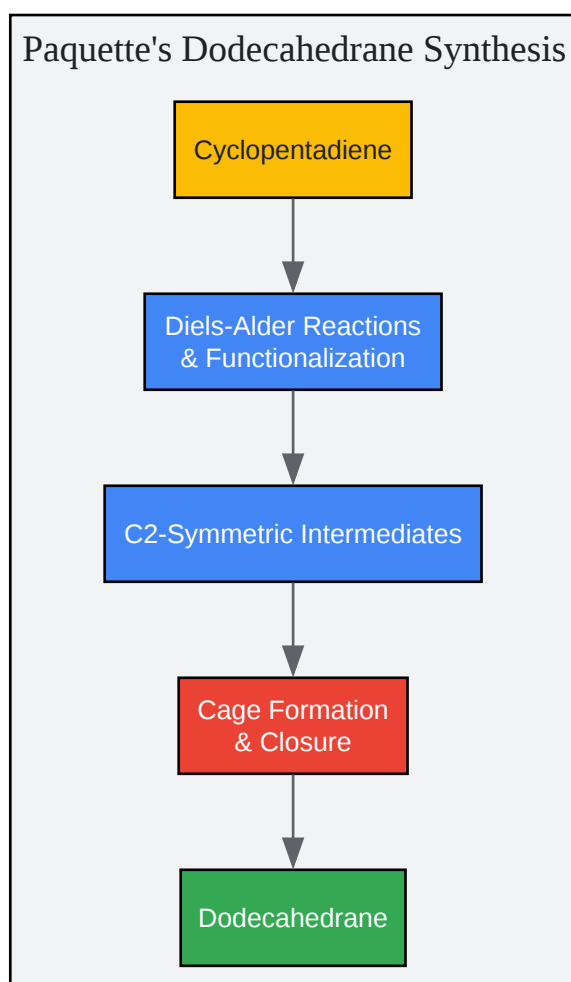 Paquette's Dodecahedrane Synthesis
Cyclopentadiene
Diels-Alder Reactions
& Functionalization
C2-Symmetric Intermediates
Cage Formation
& Closure
Dodecahedrane